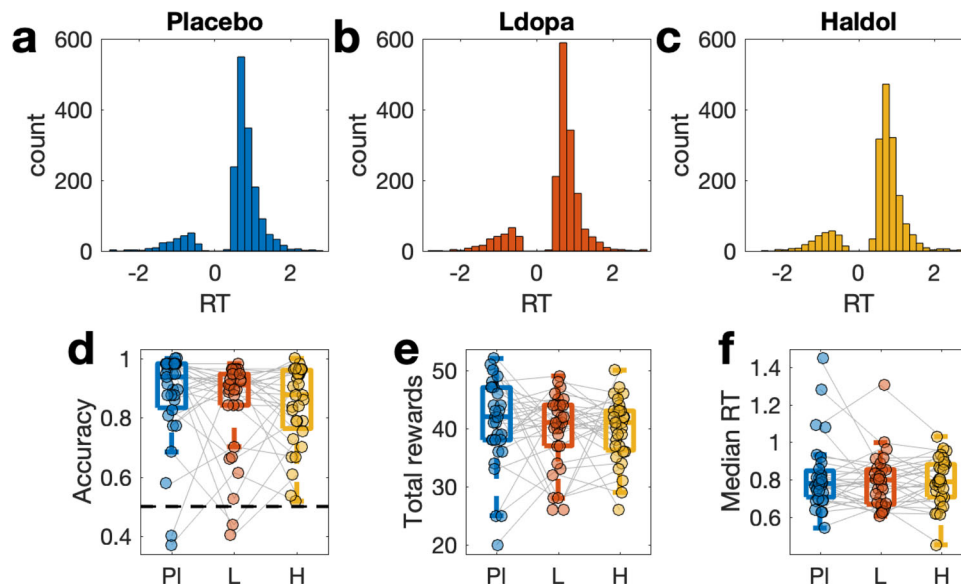 a Placebo
600
400
200
0
count
-2 0 2
RT
b Ldopa
600
400
200
0
count
-2 0 2
RT
c Haldol
600
400
200
0
count
-2 0 2
RT
d
1
0.8
0.6
0.4
Accuracy
Pl L H
e
50
40
30
20
Total rewards
Pl L H
f
1.4
1.2
1
0.8
0.6
Median RT
Pl L H